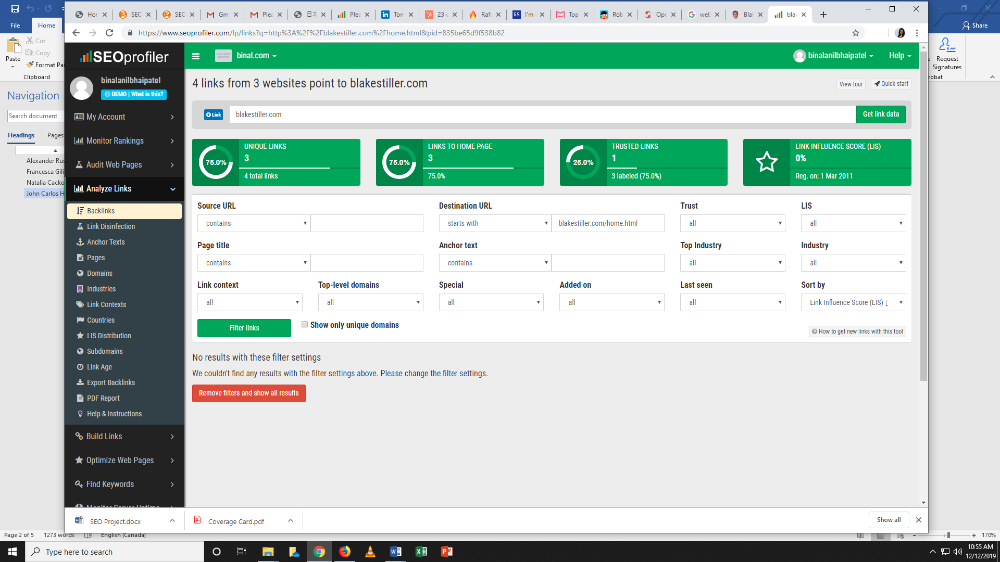 File
Home
Share
Hor
SEC
SEC
Gm
Plea
日本
Plea
Tom
23 c
Rafa
I'm
Top
Rob
Ope
web
Blak
blak
https://www.seoprofiler.com/lp/links?q=http%3A%2F%2Fblakestiller.com%2Fhome.html&pid=835be65d9f538b82
Paste
Cut
Copy
Format Pai
Clipboard
Request
Signatures
robat
Navigation
Search document
Headings
Pages
Alexander Rus
Francesca Gili
Natalia Cacko
John Carlos H
SEOprofiler
binalanilbhaipatel
DEMO | What is this?
My Account
Monitor Rankings
Audit Web Pages
Analyze Links
Backlinks
Link Disinfection
Anchor Texts
Pages
Domains
Industries
Link Contexts
Countries
LIS Distribution
Subdomains
Link Age
Export Backlinks
PDF Report
Help & Instructions
Build Links
Optimize Web Pages
Find Keywords
Monitor Server Uptime
binal.com
binalanilbhaipatel
Help
4 links from 3 websites point to blakestiller.com
View tour
Quick start
Link
blakestiller.com
Get link data
75.0%
UNIQUE LINKS
3
4 total links
75.0%
LINKS TO HOME PAGE
3
75.0%
25.0%
TRUSTED LINKS
1
3 labeled (75.0%)
LINK INFLUENCE SCORE (LIS)
0%
Reg. on: 1 Mar 2011
Source URL
contains
Destination URL
starts with
blakestiller.com/home.html
Trust
all
LIS
all
Page title
contains
Anchor text
contains
Top Industry
all
Industry
all
Link context
all
Top-level domains
all
Special
all
Added on
all
Last seen
all
Sort by
Link Influence Score (LIS) ↓
Filter links
Show only unique domains
How to get new links with this tool
No results with these filter settings
We couldn't find any results with the filter settings above. Please change the filter settings.
Remove filters and show all results
SEO Project.docx
Coverage Card.pdf
Show all
Page 2 of 5
1273 words
English (Canada)
170%
Type here to search
10:55 AM
12/12/2019